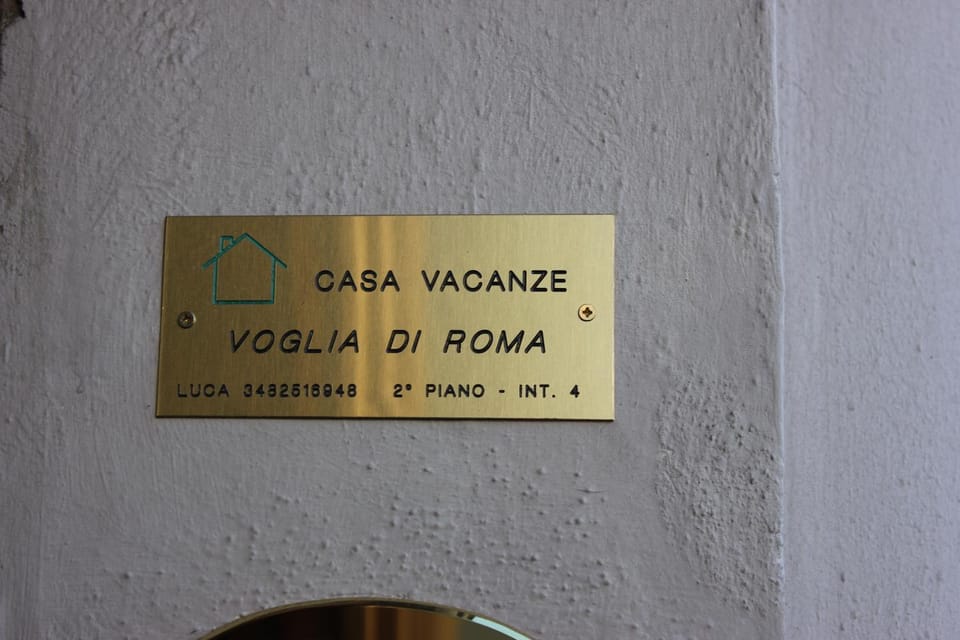 CASA VACANZE
VOGLIA DI ROMA
LUCA 3482516948 2° PIANO - INT. 4